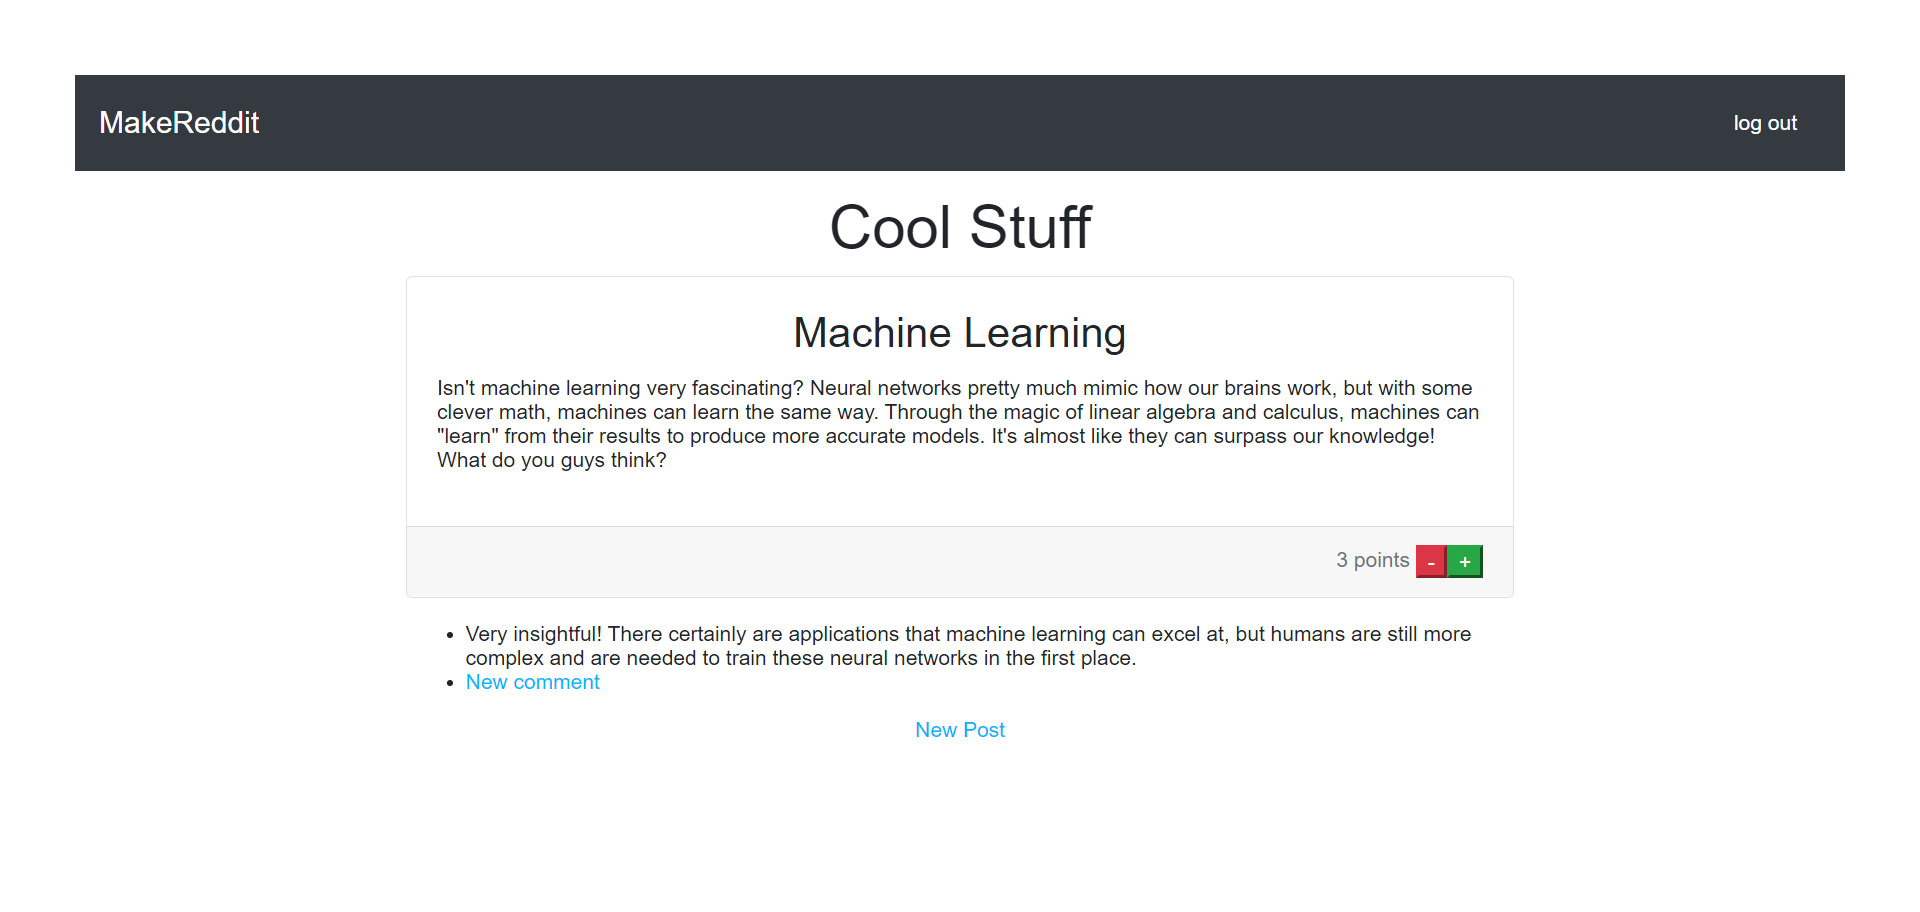 MakeReddit
log out
Cool Stuff
Machine Learning
Isn't machine learning very fascinating? Neural networks pretty much mimic how our brains work, but with some
clever math, machines can learn the same way. Through the magic of linear algebra and calculus, machines can
"learn" from their results to produce more accurate models. It's almost like they can surpass our knowledge!
What do you guys think?
3 points - +
Very insightful! There certainly are applications that machine learning can excel at, but humans are still more
complex and are needed to train these neural networks in the first place.
New comment
New Post